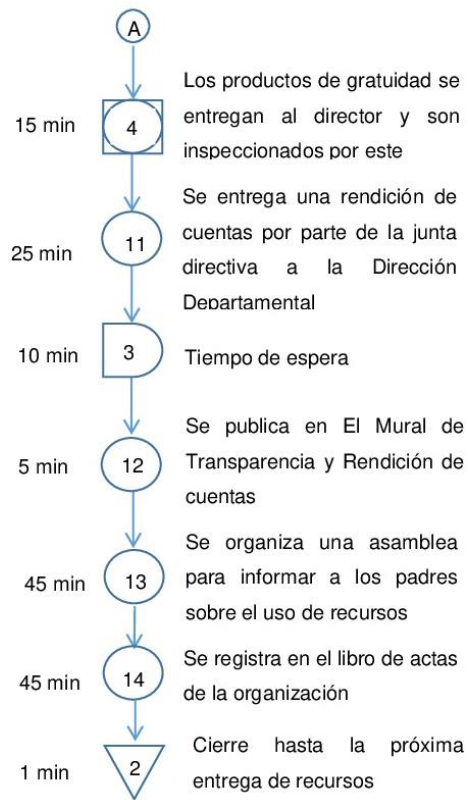 A
15 min
4
Los productos de gratuidad se
entregan al director y son
inspeccionados por este
25 min
11
Se entrega una rendición de
cuentas por parte de la junta
directiva a la Dirección
Departamental
10 min
3
Tiempo de espera
5 min
12
Se publica en El Mural de
Transparencia y Rendición de
cuentas
45 min
13
Se organiza una asamblea
para informar a los padres
sobre el uso de recursos
45 min
14
Se registra en el libro de actas
de la organización
1 min
2
Cierre hasta la próxima
entrega de recursos